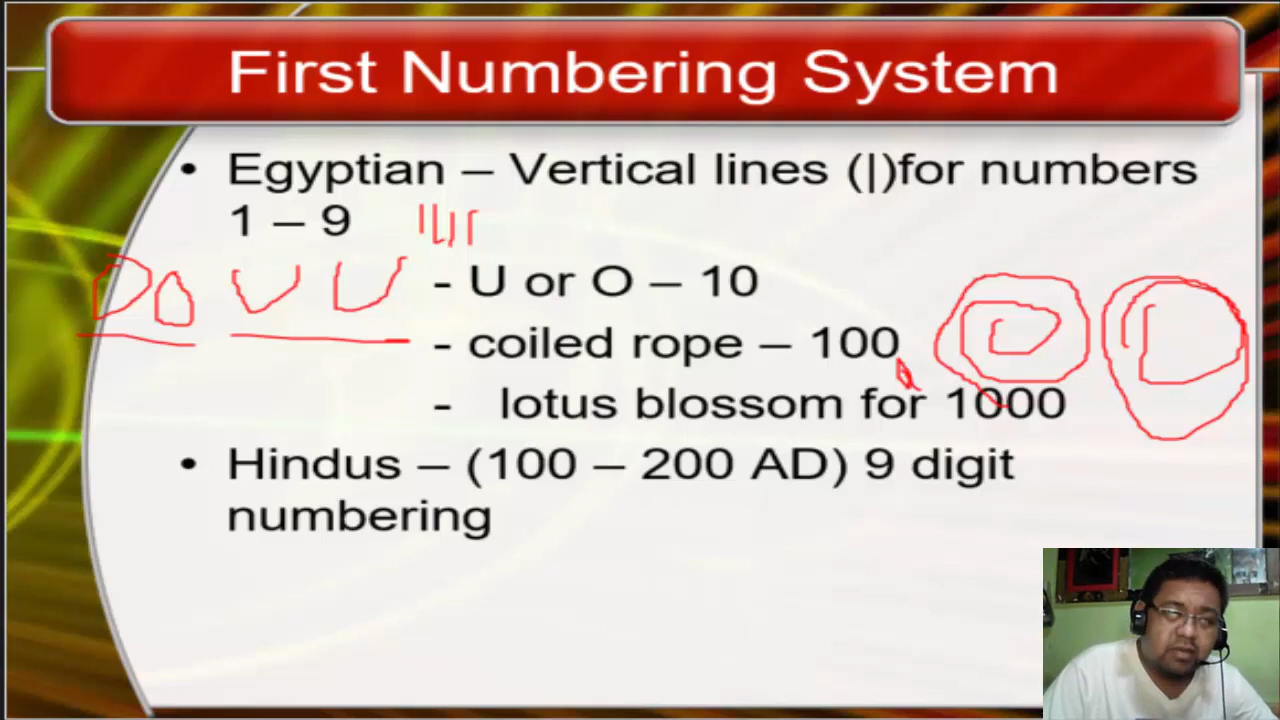 First Numbering System
• Egyptian – Vertical lines (|)for numbers
1 – 9
- U or O – 10
- coiled rope – 100
- lotus blossom for 1000
• Hindus – (100 – 200 AD) 9 digit
numbering